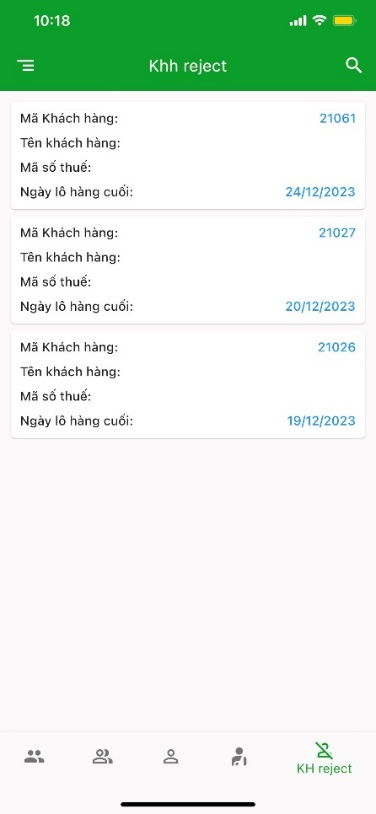 10:18
Khh reject
Mã Khách hàng: 21061
Tên khách hàng:
Mã số thuế:
Ngày lô hàng cuối: 24/12/2023
Mã Khách hàng: 21027
Tên khách hàng:
Mã số thuế:
Ngày lô hàng cuối: 20/12/2023
Mã Khách hàng: 21026
Tên khách hàng:
Mã số thuế:
Ngày lô hàng cuối: 19/12/2023
KH reject